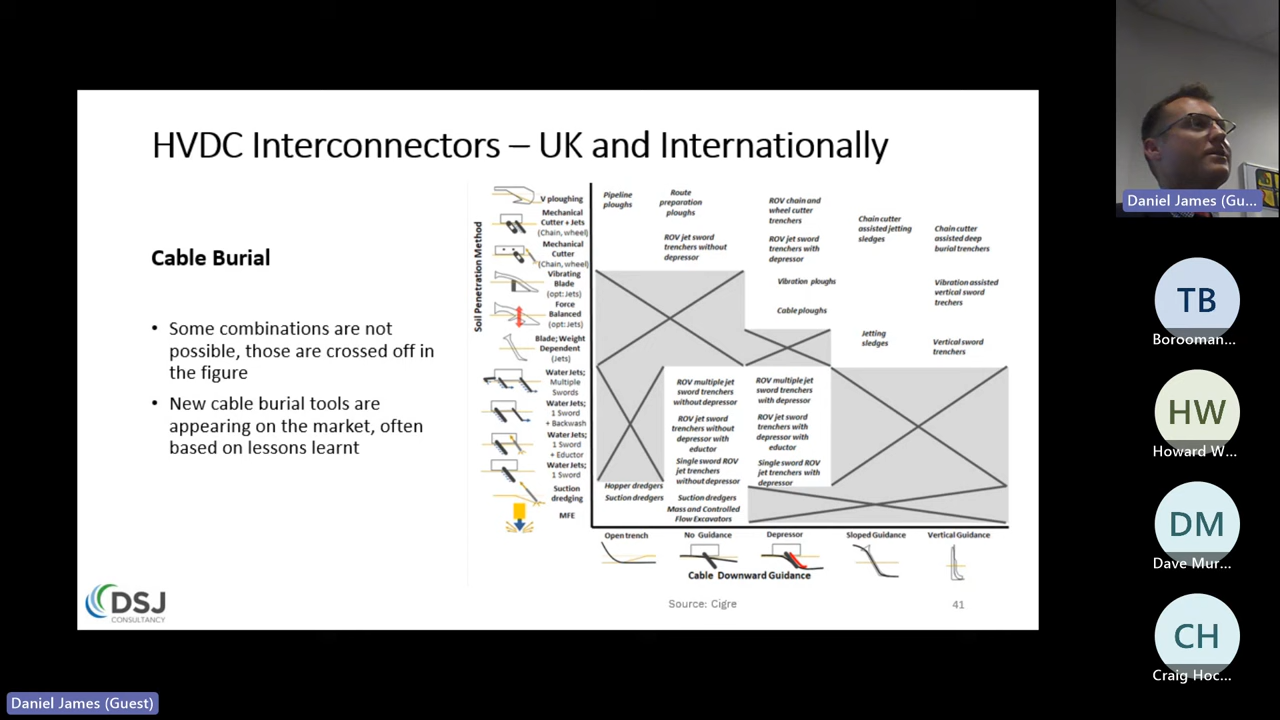 HVDC Interconnectors – UK and Internationally
Cable Burial
• Some combinations are not
possible, those are crossed off in
the figure
• New cable burial tools are
appearing on the market, often
based on lessons learnt
Soil Penetration Method
V ploughing
Mechanical
Cutter + Jets
(Chain, wheel)
Mechanical
Cutter
(Chain, wheel)
Vibrating
Blade
(opt: Jets)
Force
Balanced
(opt: Jets)
Blade; Weight
Dependent
(Jets)
Water Jets;
Multiple
Swords
Water Jets;
1 Sword
+ Backwash
Water Jets;
1 Sword
+ Eductor
Water Jets;
1 Sword
Suction
dredging
MFE
Pipeline
ploughs
Route
preparation
ploughs
ROV jet sword
trenchers without
depressor
ROV chain and
wheel cutter
trenchers
ROV jet sword
trenchers with
depressor
Chain cutter
assisted jetting
sledges
Chain cutter
assisted deep
burial trenchers
Vibration ploughs
Vibration assisted
vertical sword
trechers
Cable ploughs
Jetting
sledges
Vertical sword
trenchers
ROV multiple jet
sword trenchers
without depressor
ROV multiple jet
sword trenchers
with depressor
ROV jet sword
trenchers without
depressor with
eductor
ROV jet sword
trenchers with
depressor with
eductor
Single sword ROV
jet trenchers
without depressor
Single sword ROV
jet trenchers with
depressor
Hopper dredgers
Suction dredgers
Suction dredgers
Mass and Controlled
Flow Excavators
Open trench
No Guidance
Depressor
Sloped Guidance
Vertical Guidance
Cable Downward Guidance
DSJ
CONSULTANCY
Source: Cigre
41
Daniel James (Gu...
TB
Borooman...
HW
Howard W...
DM
Dave Mur...
CH
Craig Hoc...
Daniel James (Guest)